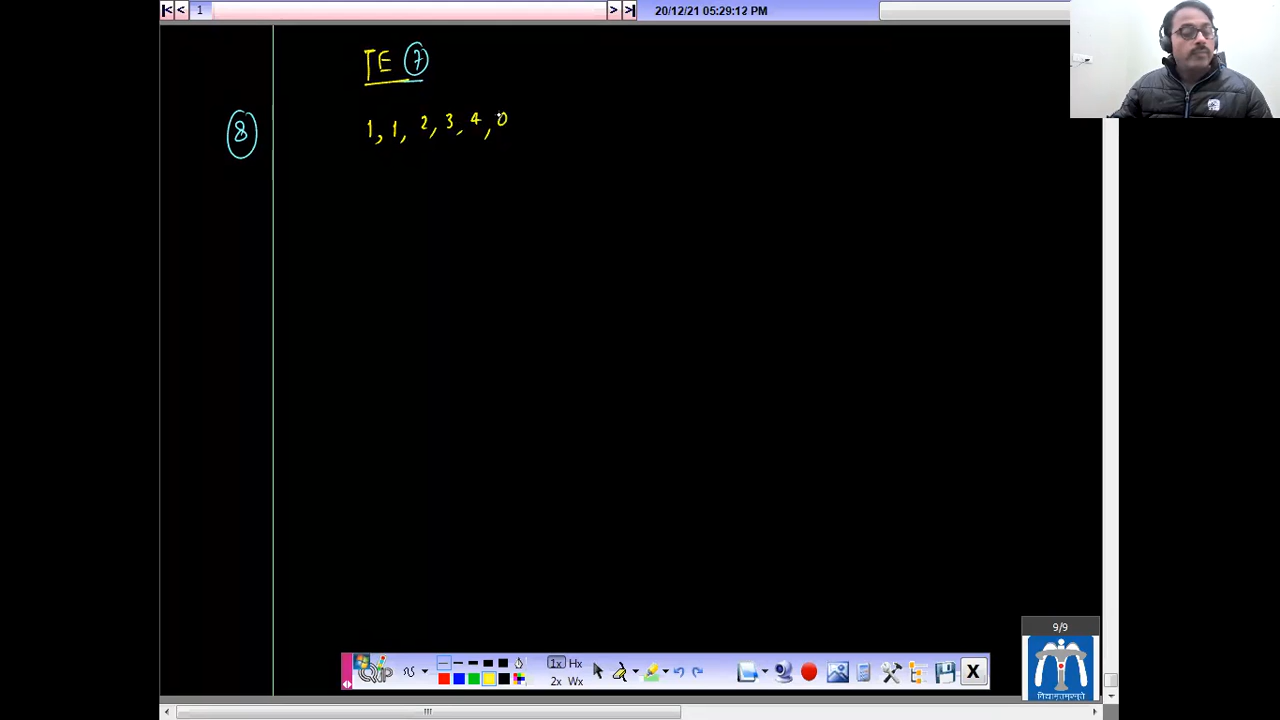 1
20/12/21 05:29:12 PM
TE 7
8
1, 1, 2, 3, 4, 0
9/9
1x Hx
2x Wx